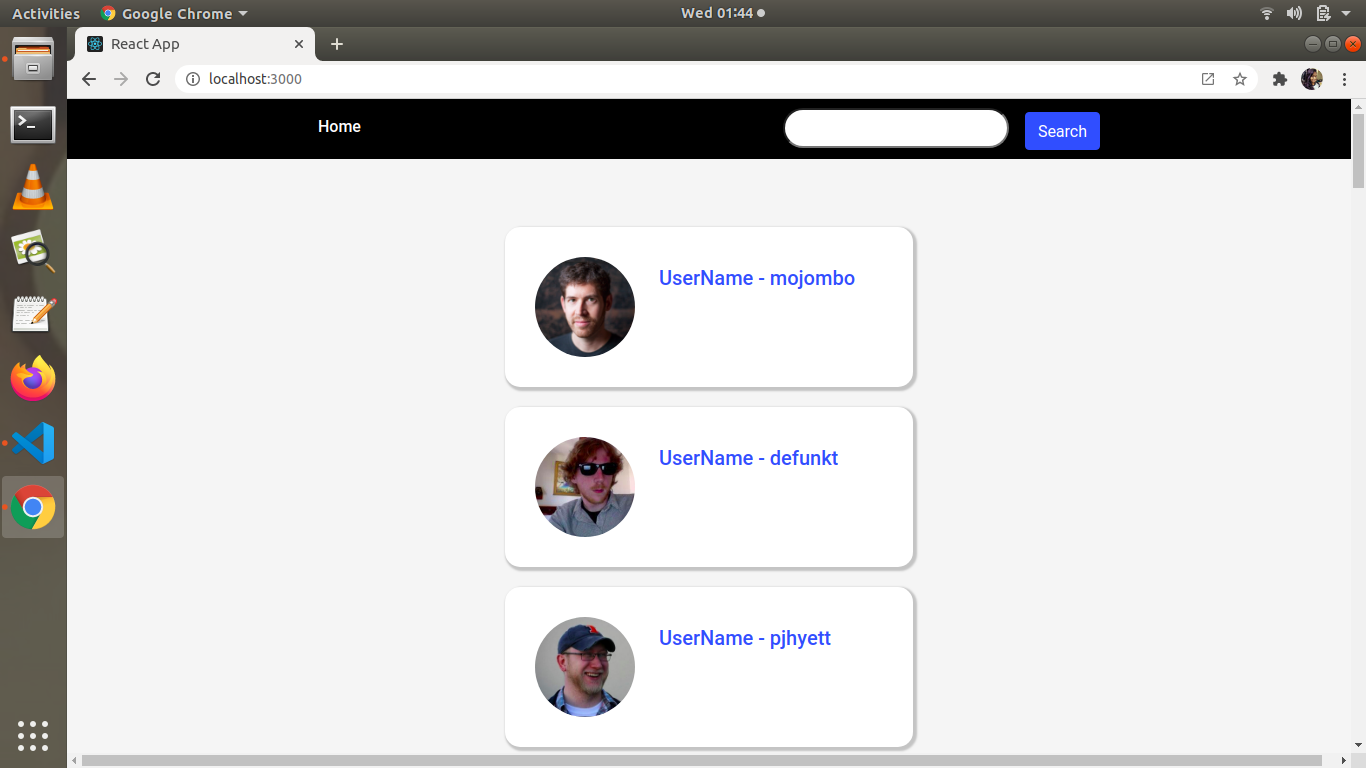 Activities
Google Chrome
Wed 01:44
React App
localhost:3000
Home
Search
UserName - mojombo
UserName - defunkt
UserName - pjhyett